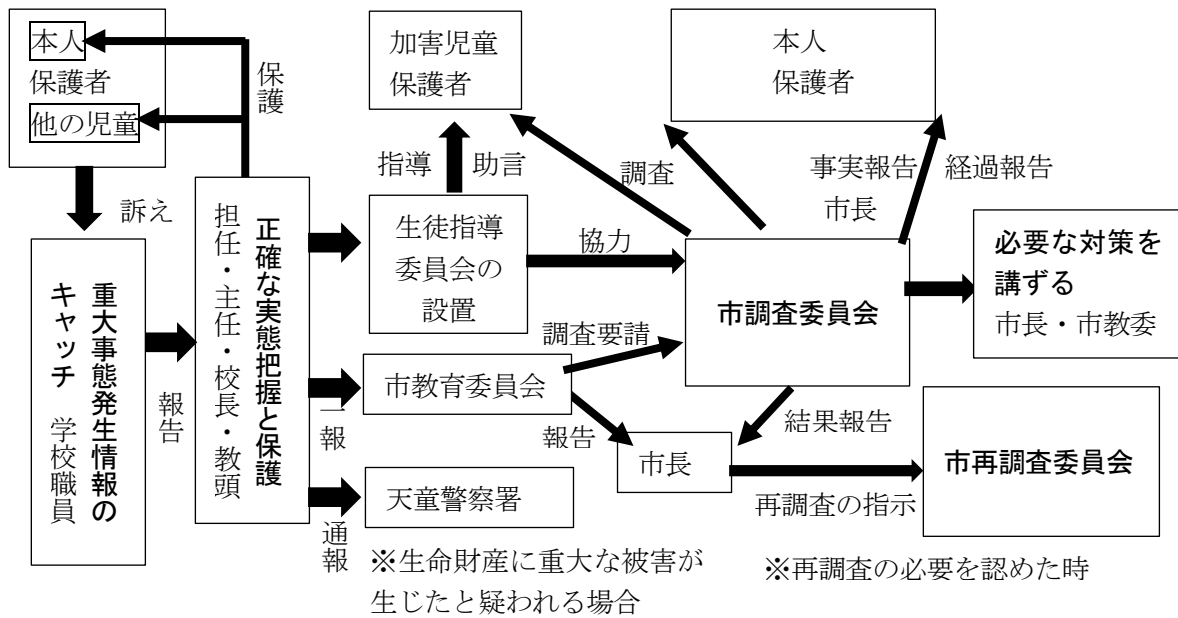 本人
保護者
他の児童
保護
訴え
重大事態発生情報の
キャッチ　学校職員
報告
正確な実態把握と保護
担任・主任・校長・教頭
加害児童
保護者
指導
助言
生徒指導
委員会の
設置
協力
調査
本人
保護者
事実報告
経過報告
市長
市調査委員会
必要な対策を
講ずる
市長・市教委
一報
市教育委員会
調査要請
報告
市長
結果報告
再調査の指示
市再調査委員会
通報
天童警察署
※生命財産に重大な被害が
生じたと疑われる場合
※再調査の必要を認めた時